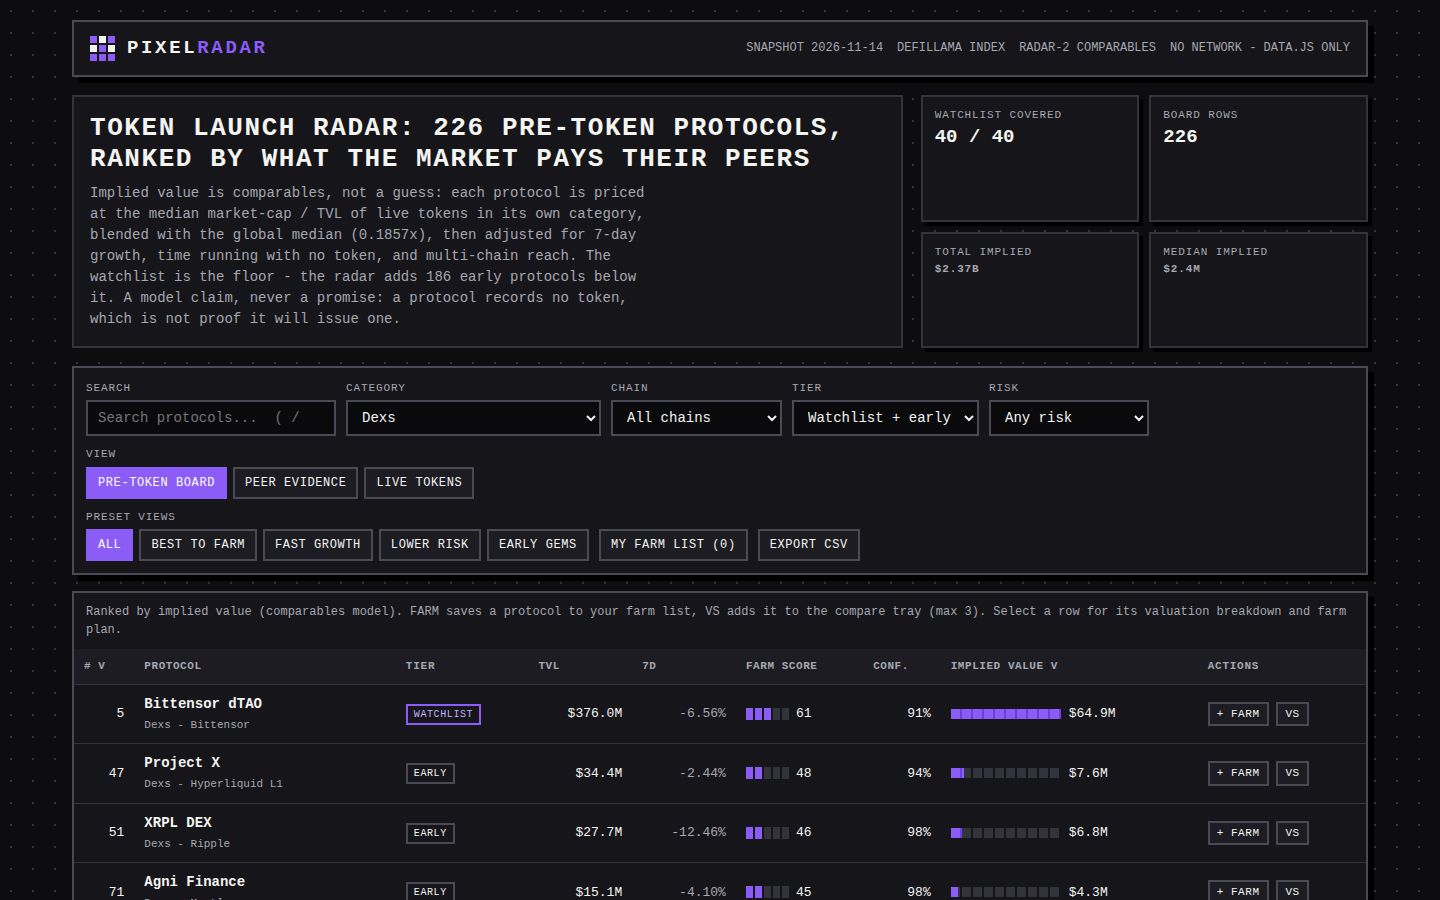 PIXELRADAR
SNAPSHOT 2026-11-14 DEFILLAMA INDEX RADAR-2 COMPARABLES NO NETWORK - DATA.JS ONLY
TOKEN LAUNCH RADAR: 226 PRE-TOKEN PROTOCOLS,
RANKED BY WHAT THE MARKET PAYS THEIR PEERS
Implied value is comparables, not a guess: each protocol is priced
at the median market-cap / TVL of live tokens in its own category,
blended with the global median (0.1857x), then adjusted for 7-day
growth, time running with no token, and multi-chain reach. The
watchlist is the floor - the radar adds 186 early protocols below
it. A model claim, never a promise: a protocol records no token,
which is not proof it will issue one.
WATCHLIST COVERED
40 / 40
BOARD ROWS
226
TOTAL IMPLIED
$2.37B
MEDIAN IMPLIED
$2.4M
SEARCH CATEGORY CHAIN TIER RISK
Search protocols... ( / Dexs All chains Watchlist + early Any risk
VIEW
PRE-TOKEN BOARD PEER EVIDENCE LIVE TOKENS
PRESET VIEWS
ALL BEST TO FARM FAST GROWTH LOWER RISK EARLY GEMS MY FARM LIST (0) EXPORT CSV
Ranked by implied value (comparables model). FARM saves a protocol to your farm list, VS adds it to the compare tray (max 3). Select a row for its valuation breakdown and farm
plan.
# V PROTOCOL TIER TVL 7D FARM SCORE CONF. IMPLIED VALUE V ACTIONS
5 Bittensor dTAO WATCHLIST $376.0M -6.56% 61 91% $64.9M + FARM VS
Dexs - Bittensor
47 Project X EARLY $34.4M -2.44% 48 94% $7.6M + FARM VS
Dexs - Hyperliquid L1
51 XRPL DEX EARLY $27.7M -12.46% 46 98% $6.8M + FARM VS
Dexs - Ripple
71 Agni Finance EARLY $15.1M -4.10% 45 98% $4.3M + FARM VS